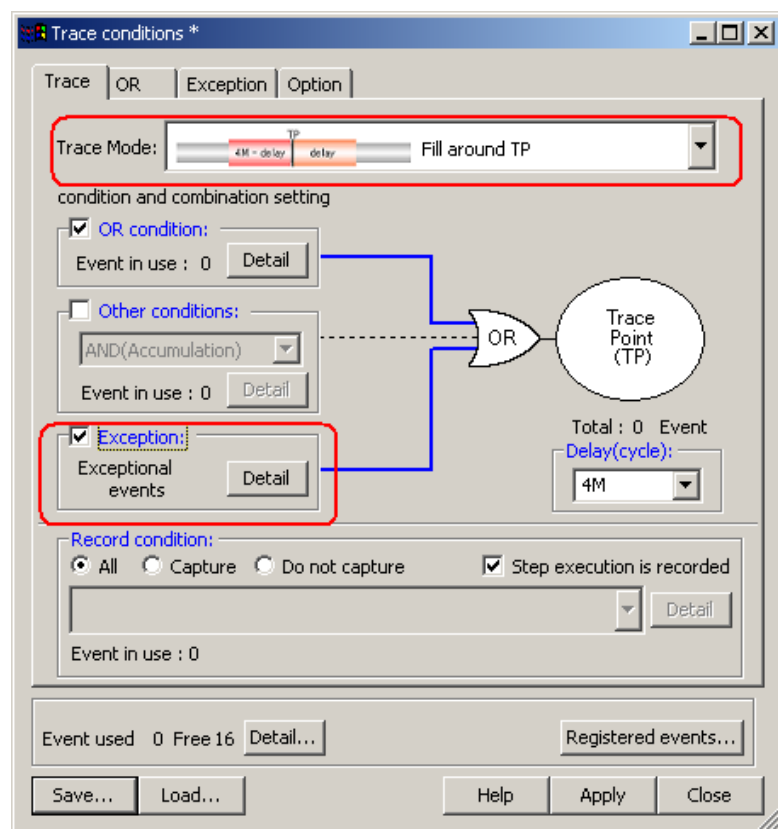 Trace conditions *
Trace OR Exception Option
Trace Mode: 4M - delay TP delay Fill around TP
condition and combination setting
OR condition:
Event in use : 0 Detail
Other conditions:
AND(Accumulation)
Event in use : 0 Detail
Exception:
Exceptional
events
Detail
OR
Trace
Point
(TP)
Total : 0 Event
Delay(cycle):
4M
Record condition:
All Capture Do not capture Step execution is recorded
Detail
Event in use : 0
Event used 0 Free 16 Detail... Registered events...
Save... Load... Help Apply Close